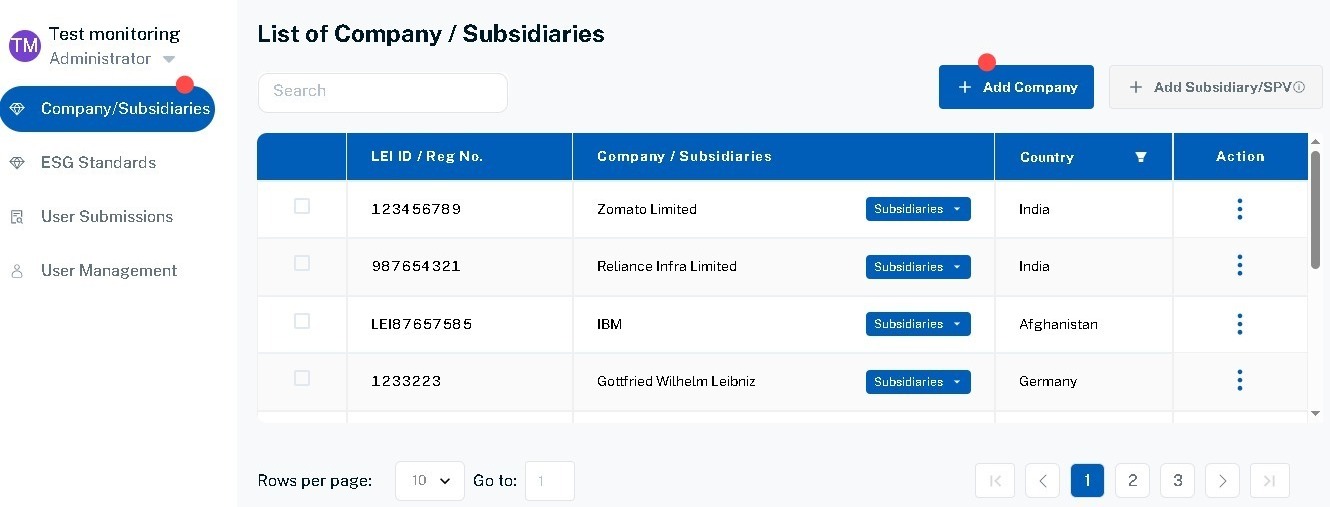 TM
Test monitoring
Administrator
Company/Subsidiaries
ESG Standards
User Submissions
User Management
List of Company / Subsidiaries
Search
+ Add Company
+ Add Subsidiary/SPV
LEI ID / Reg No. Company / Subsidiaries Country Action
123456789 Zomato Limited Subsidiaries India
987654321 Reliance Infra Limited Subsidiaries India
LEI87657585 IBM Subsidiaries Afghanistan
1233223 Gottfried Wilhelm Leibniz Subsidiaries Germany
Rows per page: 10 Go to: 1 1 2 3